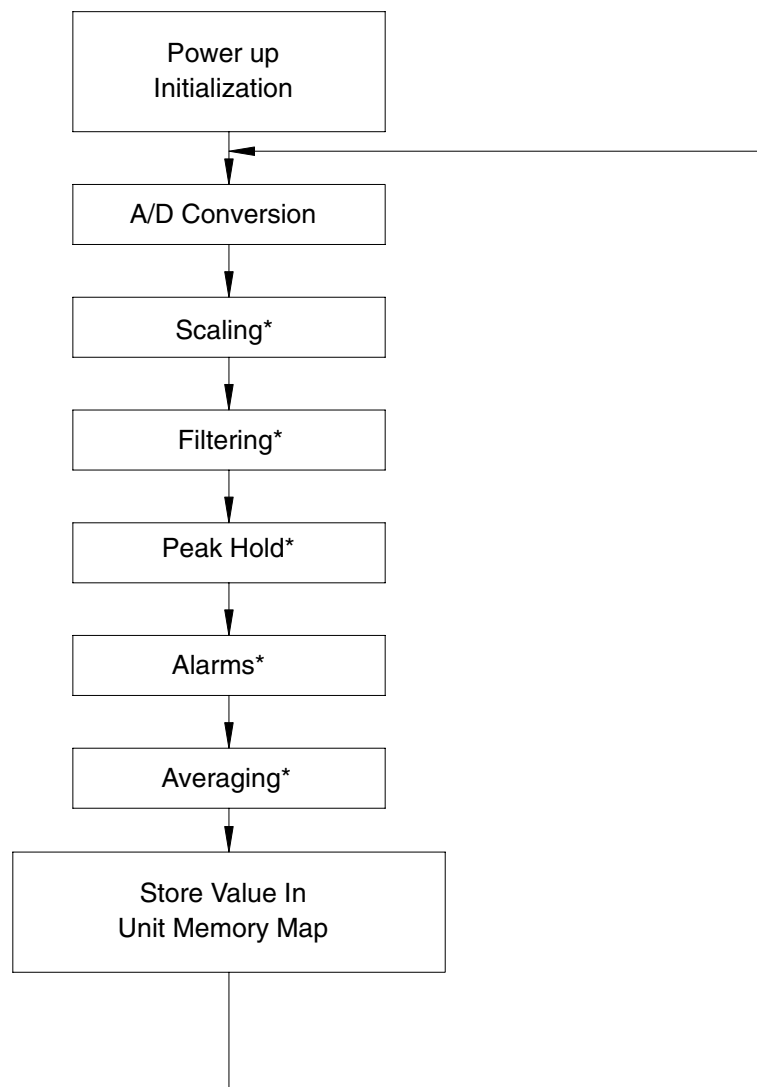 Power up
Initialization
A/D Conversion
Scaling*
Filtering*
Peak Hold*
Alarms*
Averaging*
Store Value In
Unit Memory Map